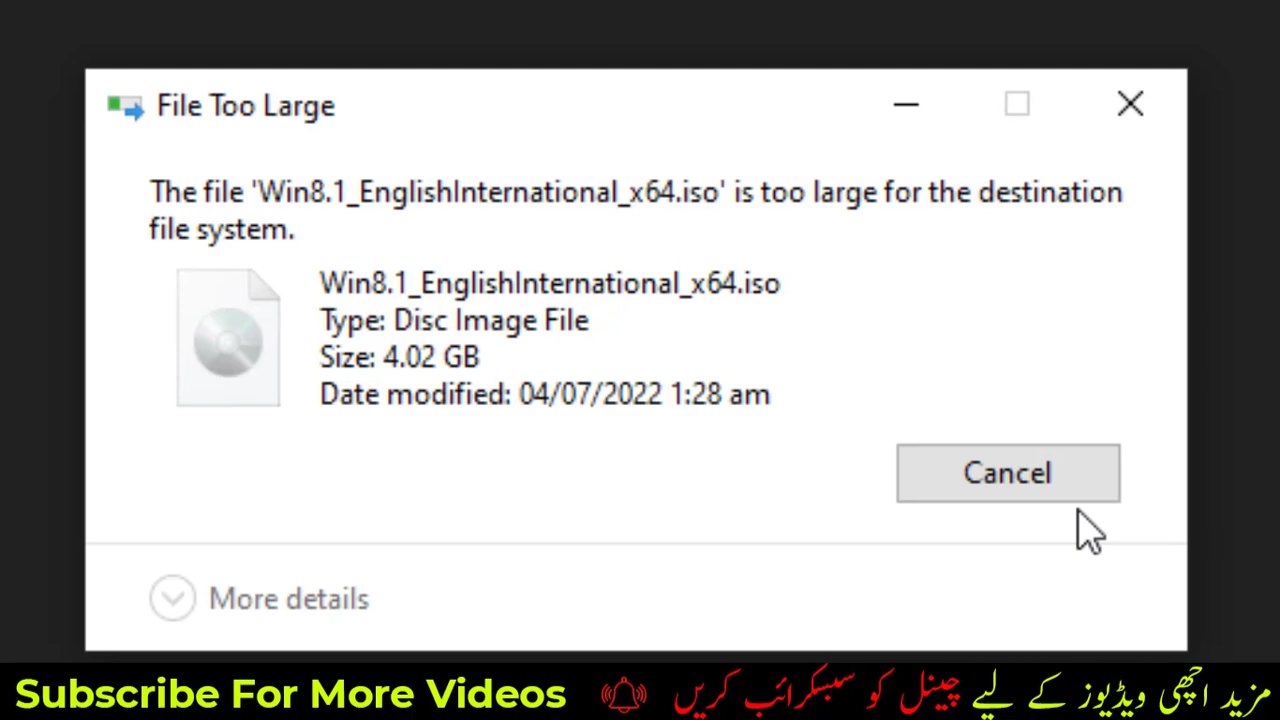 File Too Large
The file 'Win8.1_EnglishInternational_x64.iso' is too large for the destination
file system.
Win8.1_EnglishInternational_x64.iso
Type: Disc Image File
Size: 4.02 GB
Date modified: 04/07/2022 1:28 am
Cancel
More details
Subscribe For More Videos
مزید اچھی ویڈیوز کے لیے چینل کو سبسکرائب کریں